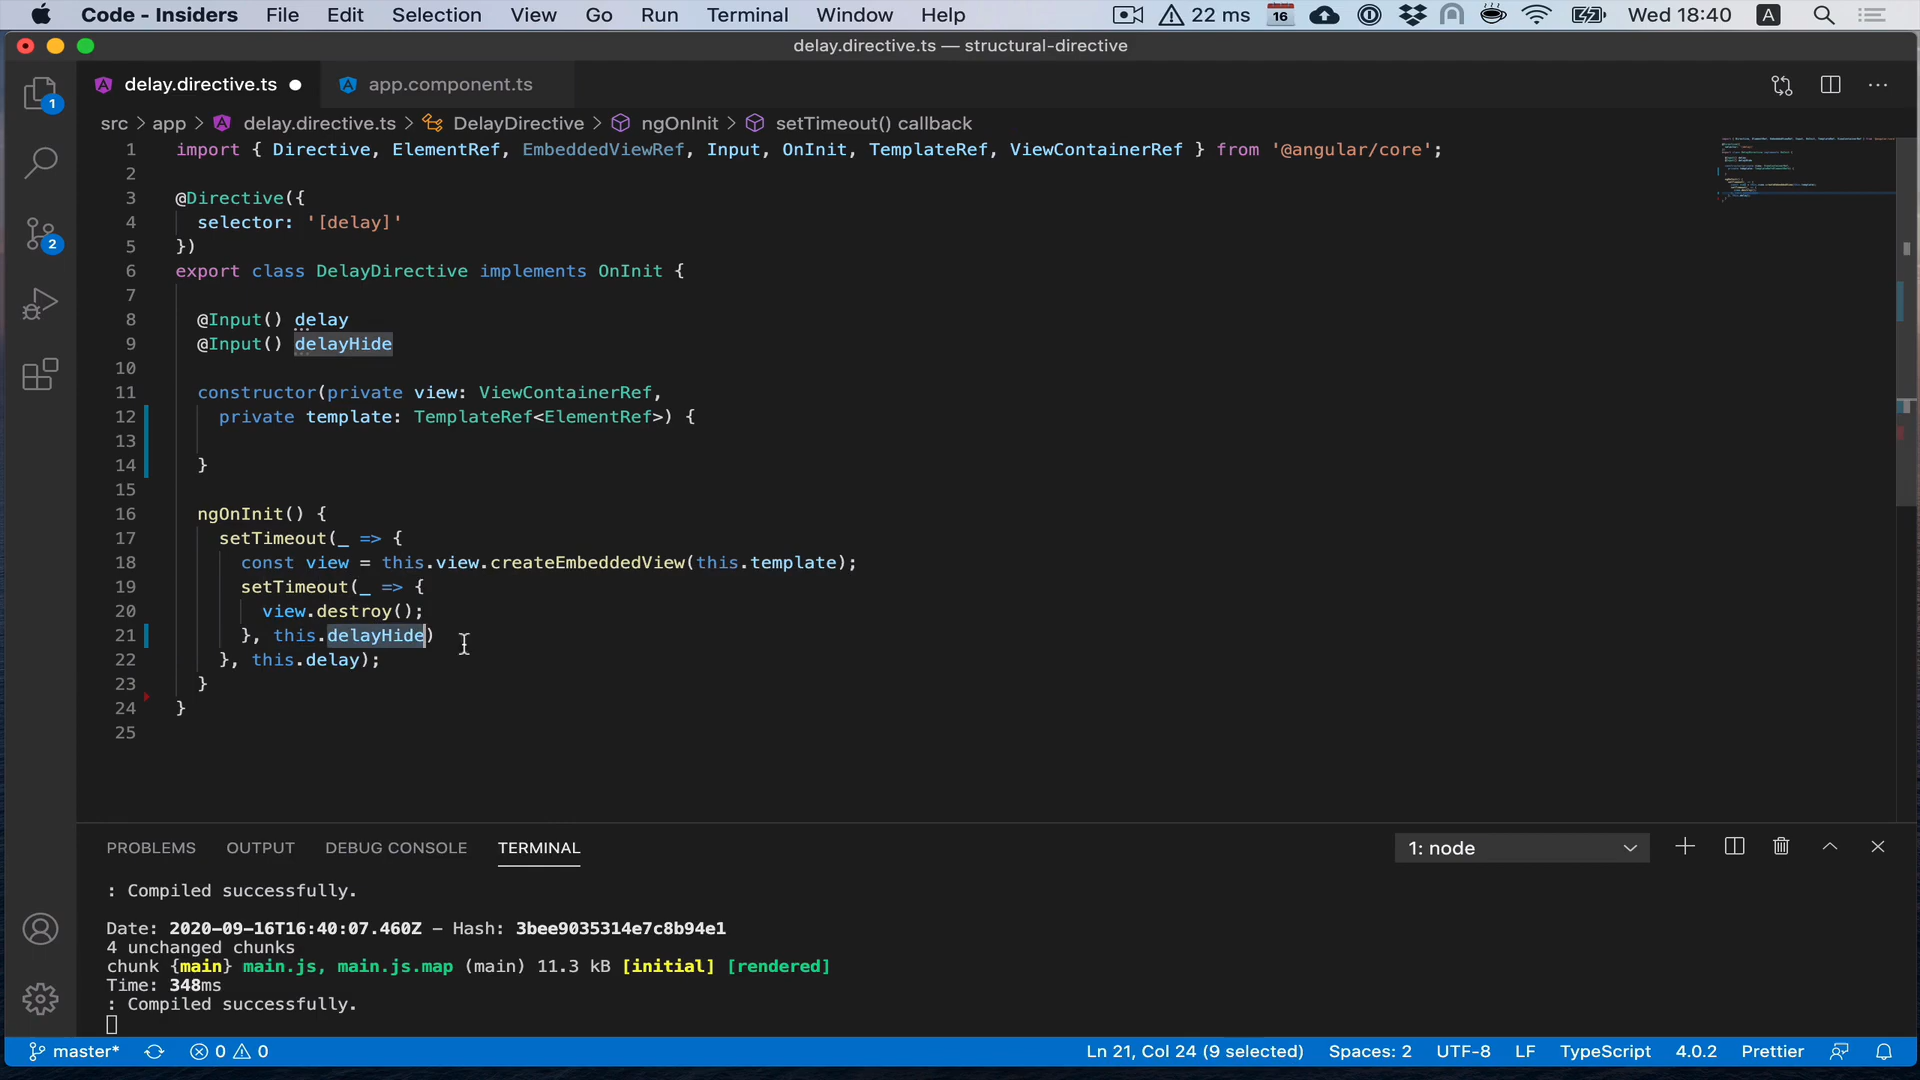 Code - Insiders File Edit Selection View Go Run Terminal Window Help 22 ms 16 Wed 18:40 A
delay.directive.ts — structural-directive
delay.directive.ts ● app.component.ts
src > app > delay.directive.ts > DelayDirective > ngOnInit > setTimeout() callback
1 import { Directive, ElementRef, EmbeddedViewRef, Input, OnInit, TemplateRef, ViewContainerRef } from '@angular/core';
2
3 @Directive({
4 selector: '[delay]'
5 })
6 export class DelayDirective implements OnInit {
7
8 @Input() delay
9 @Input() delayHide
10
11 constructor(private view: ViewContainerRef,
12 private template: TemplateRef<ElementRef>) {
13
14 }
15
16 ngOnInit() {
17 setTimeout(_ => {
18 const view = this.view.createEmbeddedView(this.template);
19 setTimeout(_ => {
20 view.destroy();
21 }, this.delayHide)
22 }, this.delay);
23 }
24 }
25
1
2
PROBLEMS OUTPUT DEBUG CONSOLE TERMINAL 1: node
: Compiled successfully.
Date: 2020-09-16T16:40:07.460Z - Hash: 3bee9035314e7c8b94e1
4 unchanged chunks
chunk {main} main.js, main.js.map (main) 11.3 kB [initial] [rendered]
Time: 348ms
: Compiled successfully.
master* 0 0 Ln 21, Col 24 (9 selected) Spaces: 2 UTF-8 LF TypeScript 4.0.2 Prettier